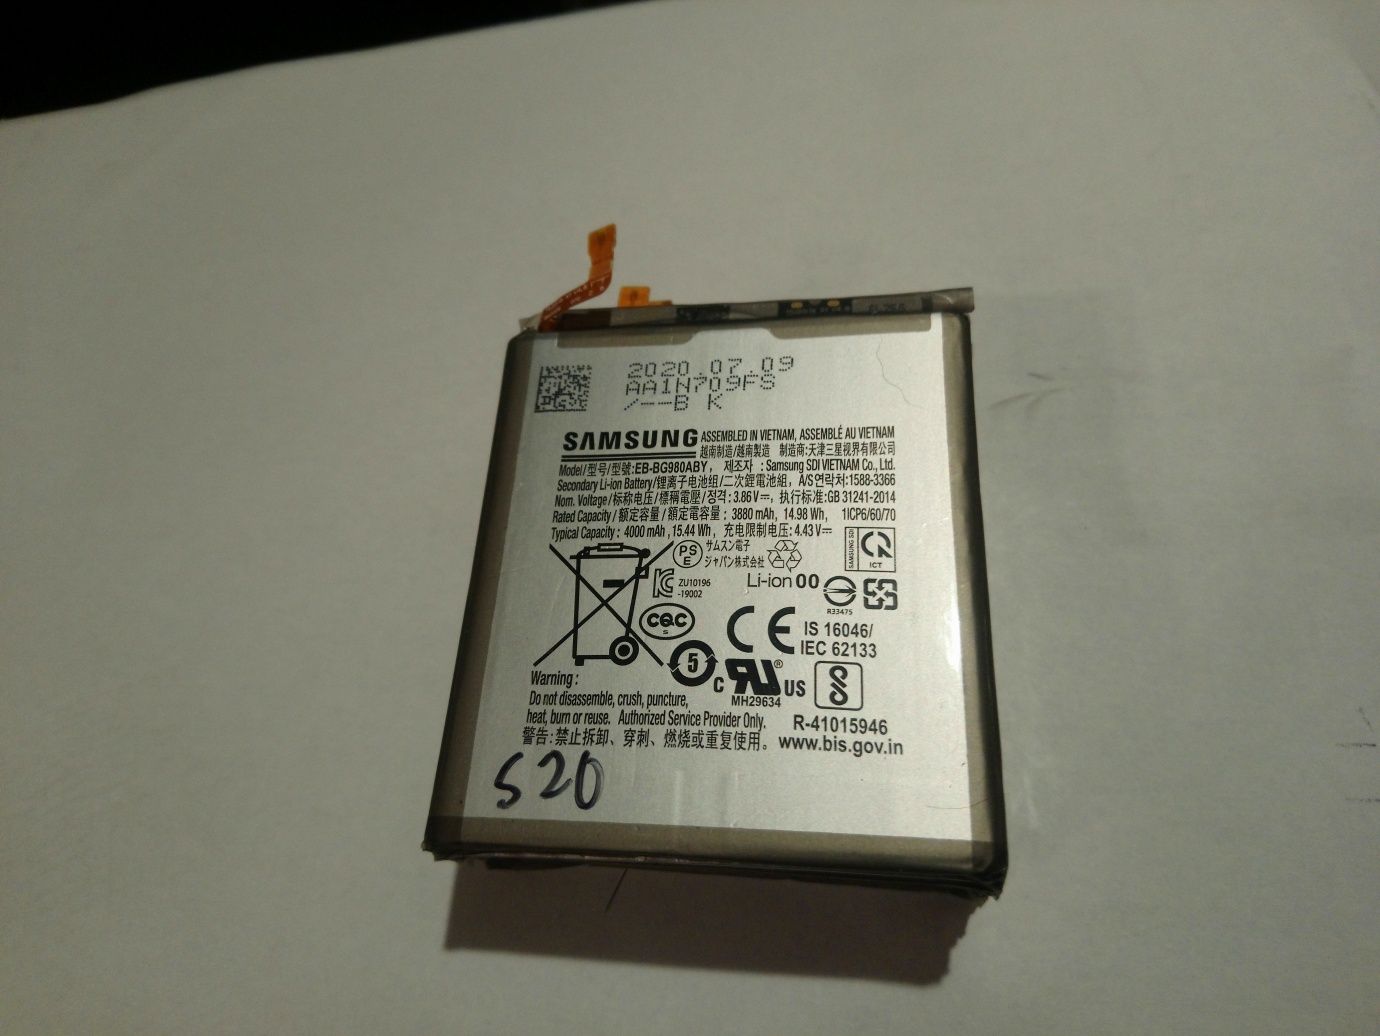 2020.07.09
AA1N709FS
/--B K
SAMSUNG ASSEMBLED IN VIETNAM, ASSEMBLÉ AU VIETNAM
越南制造/越南製造 制造商:天津三星视界有限公司
Model/型号/型號:EB-BG980ABY, 제조자 : Samsung SDI VIETNAM Co., Ltd.
Secondary Li-ion Battery/锂离子电池组/二次鋰電池組, A/S연락처:1588-3366
Nom. Voltage/标称电压/標稱電壓/정격 : 3.86V⎓, 执行标准:GB 31241-2014
Rated Capacity / 额定容量 / 額定電容量 : 3880 mAh, 14.98 Wh, 1ICP6/60/70
Typical Capacity : 4000 mAh, 15.44 Wh, 充电限制电压: 4.43 V⎓
PS
E
サムスン電子
ジャパン株式会社
SAMSUNG SDI
ICT
ZU10196
-19002
Li-ion 00
R33475
CQC
S
CE
IS 16046/
IEC 62133
5
C RU® US
MH29634
Warning :
Do not disassemble, crush, puncture,
heat, burn or reuse. Authorized Service Provider Only.
警告:禁止拆卸、穿刺、燃烧或重复使用。
R-41015946
www.bis.gov.in
S20